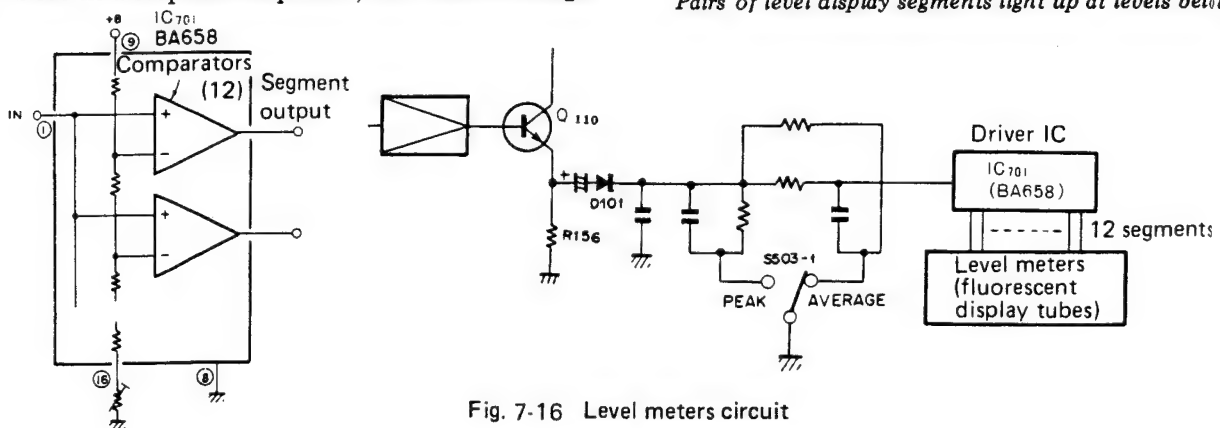 Pairs of level display segments light up at levels
+8
IC701
BA658
⑨
Comparators
(12)
Segment
output
IN
①
+
−
+
−
⑯
⑧
Q110
+
D101
R156
S503-1
PEAK
AVERAGE
Driver IC
IC701
(BA658)
12 segments
Level meters
(fluorescent
display tubes)
Fig. 7-16 Level meters circuit